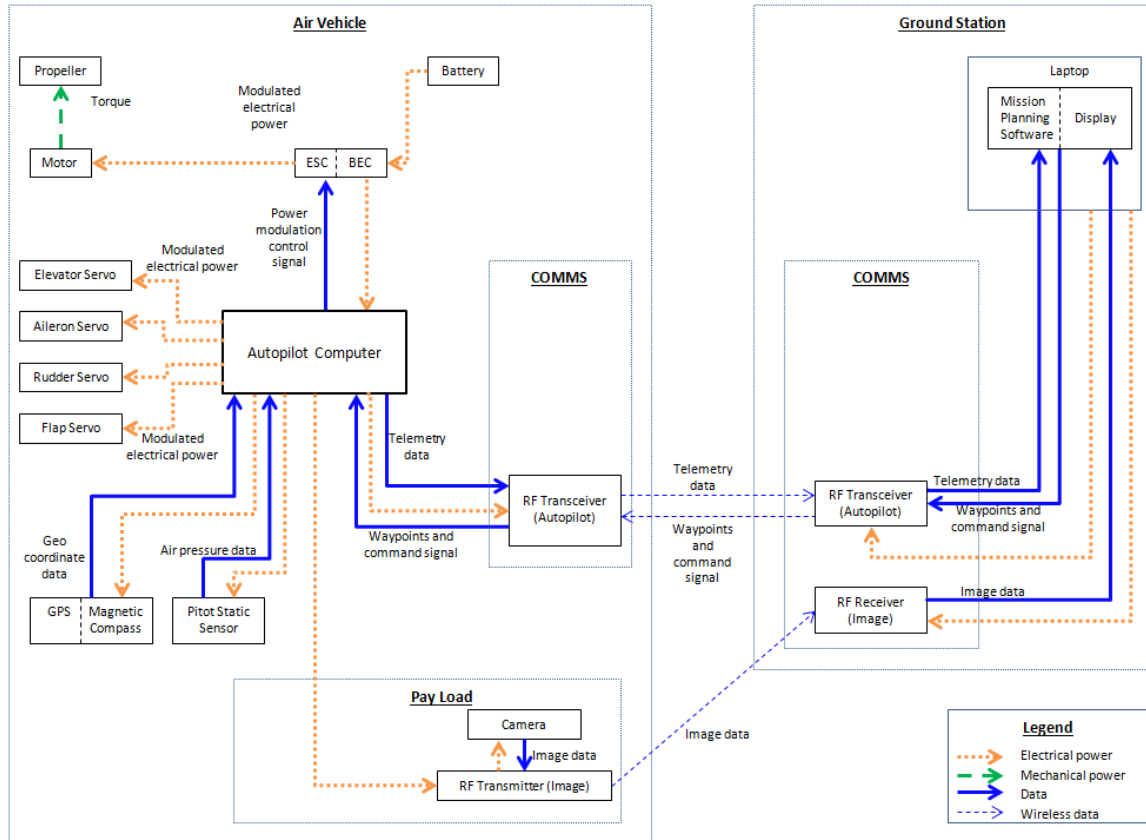 Air Vehicle
Ground Station
Propeller
Battery
Laptop
Torque
Modulated
electrical
power
Mission
Planning
Software
Display
Motor
ESC
BEC
Power
modulation
control
signal
Modulated
electrical power
Elevator Servo
COMMS
COMMS
Aileron Servo
Autopilot Computer
Rudder Servo
Flap Servo
Modulated
electrical power
Telemetry
data
Telemetry
data
RF Transceiver
(Autopilot)
RF Transceiver
(Autopilot)
Telemetry data
Waypoints and
command signal
Waypoints and
command signal
Waypoints
and
command
signal
Geo
coordinate
data
Air pressure data
GPS
Magnetic
Compass
Pitot Static
Sensor
RF Receiver
(Image)
Image data
Pay Load
Camera
Image data
RF Transmitter (Image)
Image data
Legend
Electrical power
Mechanical power
Data
Wireless data